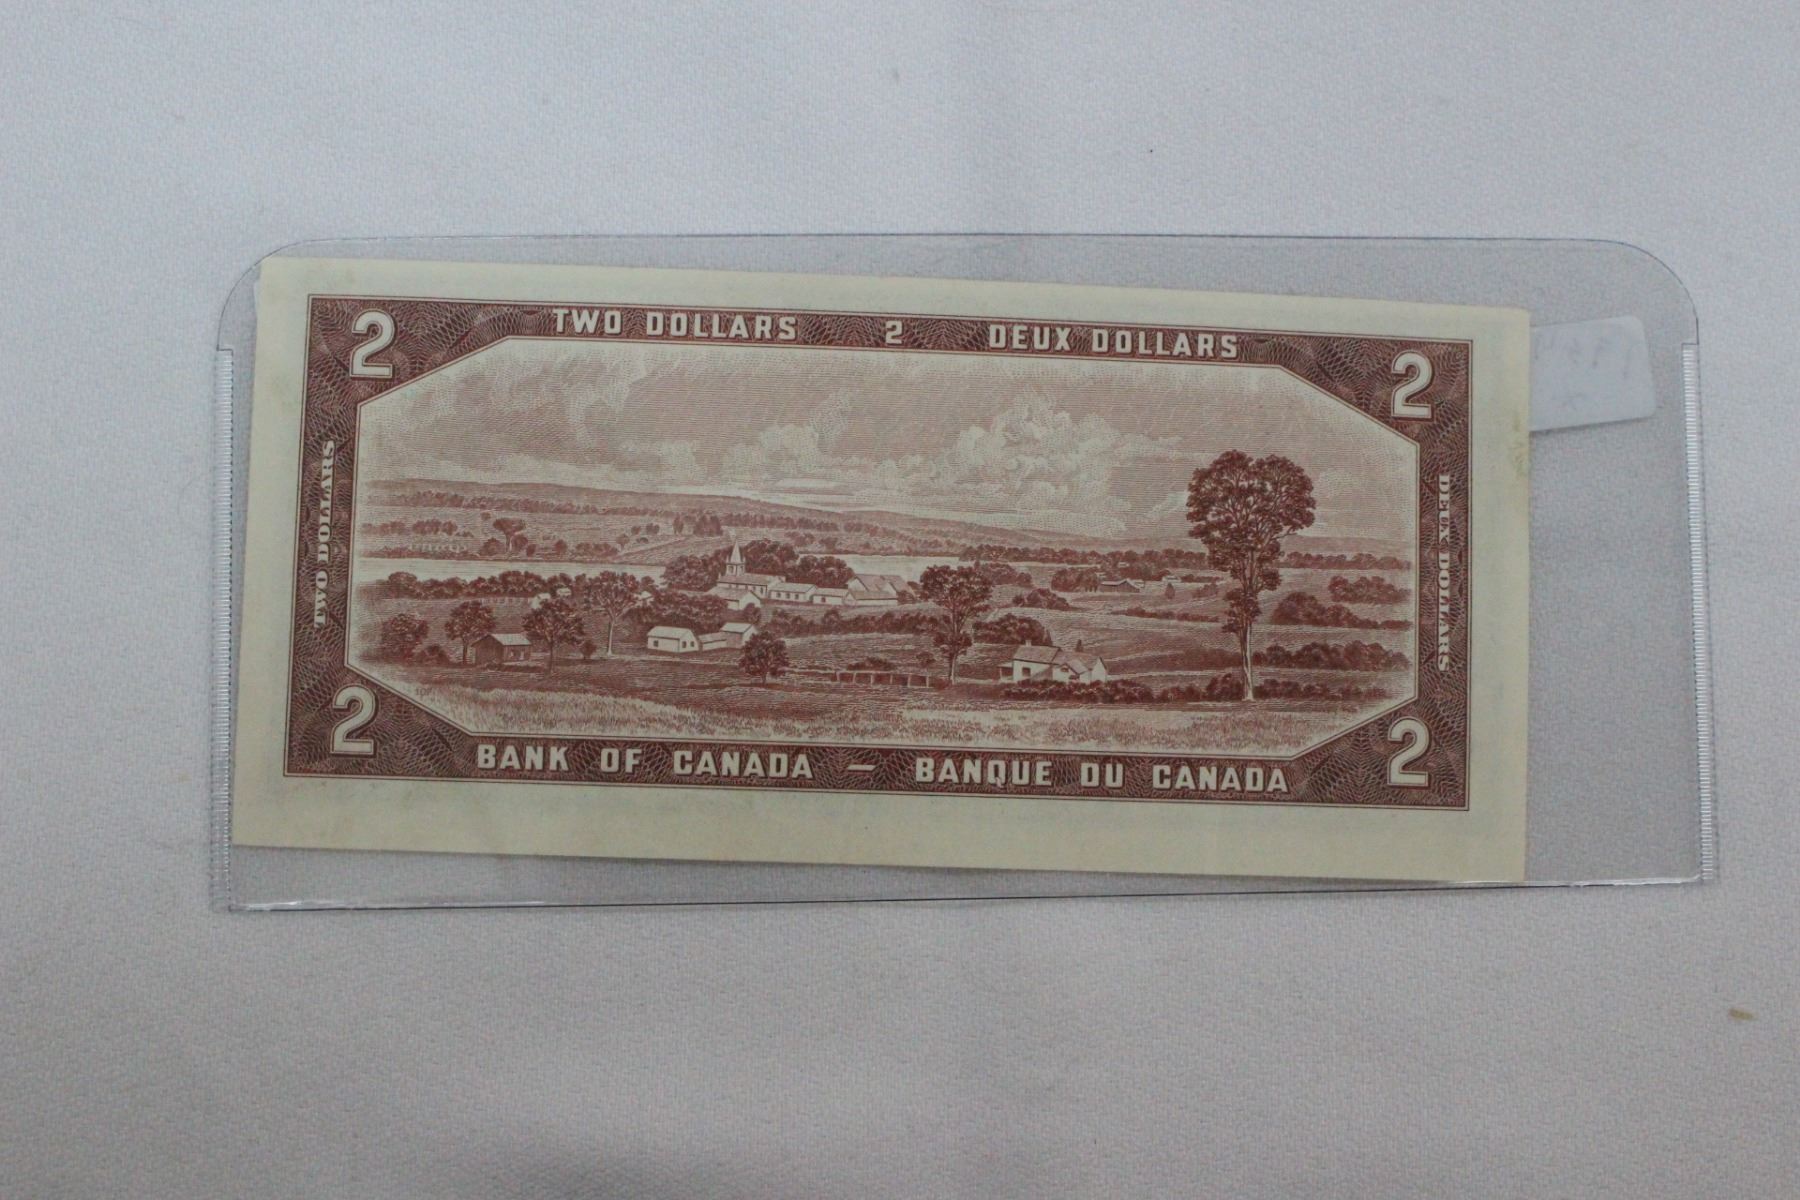 2 TWO DOLLARS 2 DEUX DOLLARS 2
TWO DOLLARS
DEUX DOLLARS
2 BANK OF CANADA — BANQUE DU CANADA 2